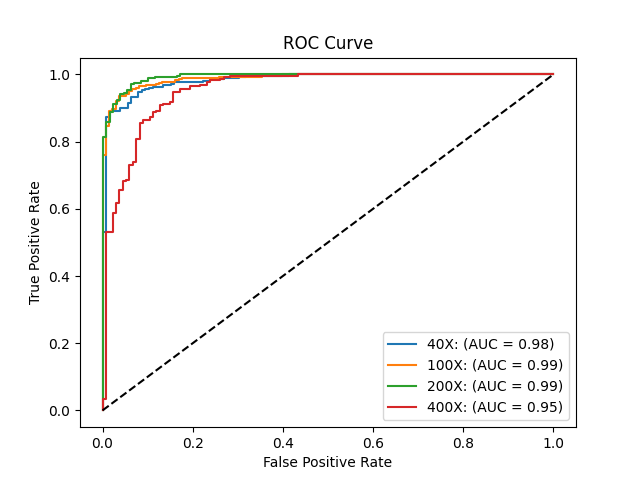 ROC Curve
True Positive Rate
1.0
0.8
0.6
0.4
0.2
0.0
40X: (AUC = 0.98)
100X: (AUC = 0.99)
200X: (AUC = 0.99)
400X: (AUC = 0.95)
0.0 0.2 0.4 0.6 0.8 1.0
False Positive Rate